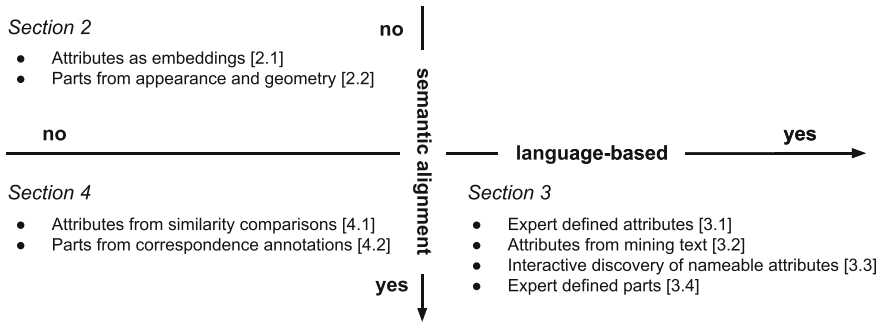 Section 2
no
● Attributes as embeddings [2.1]
● Parts from appearance and geometry [2.2]
semantic alignment
no
language-based
yes
Section 4
● Attributes from similarity comparisons [4.1]
● Parts from correspondence annotations [4.2]
Section 3
● Expert defined attributes [3.1]
● Attributes from mining text [3.2]
● Interactive discovery of nameable attributes [3.3]
● Expert defined parts [3.4]
yes